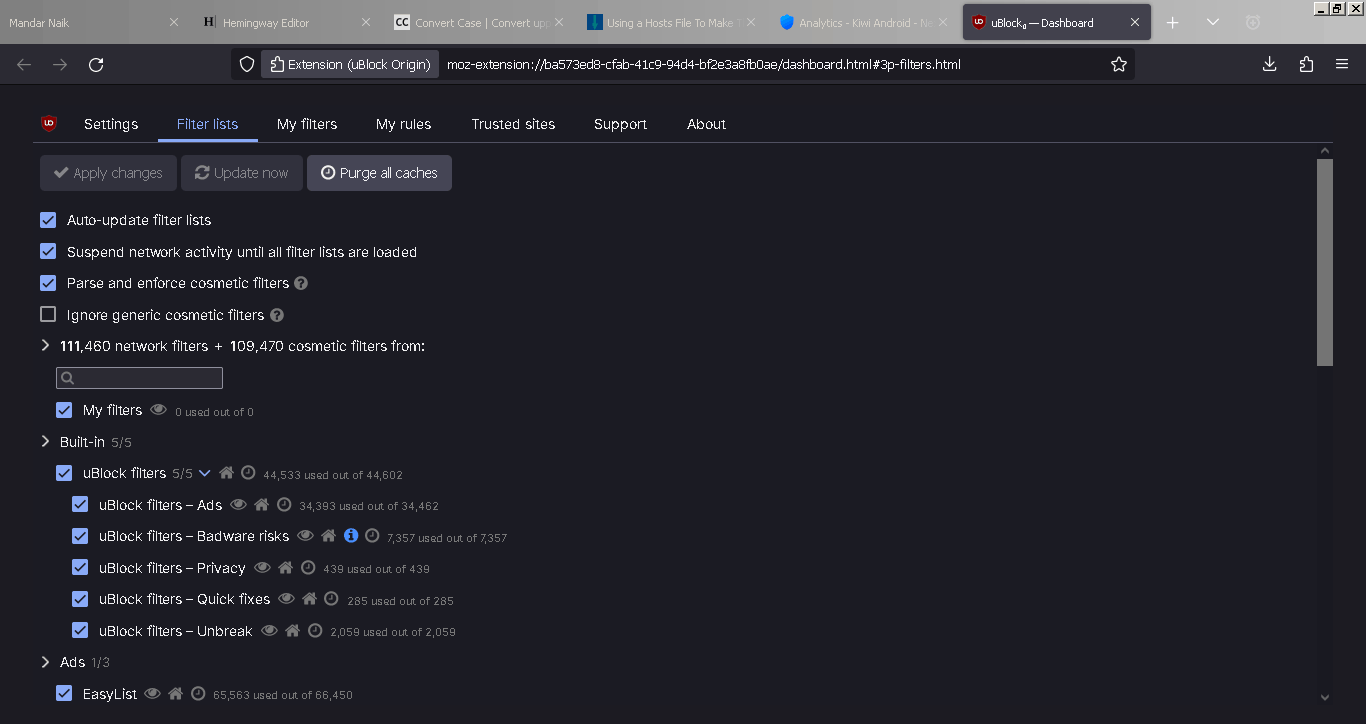 Mandar Naik
H Hemingway Editor
CC Convert Case | Convert upp
Using a Hosts File To Make
Analytics - Kiwi Android - Ne
uBlock₀ — Dashboard
Extension (uBlock Origin) moz-extension://ba573ed8-cfab-41c9-94d4-bf2e3a8fb0ae/dashboard.html#3p-filters.html
Settings Filter lists My filters My rules Trusted sites Support About
Apply changes Update now Purge all caches
Auto-update filter lists
Suspend network activity until all filter lists are loaded
Parse and enforce cosmetic filters
Ignore generic cosmetic filters
111,460 network filters + 109,470 cosmetic filters from:
My filters 0 used out of 0
Built-in 5/5
uBlock filters 5/5 44,533 used out of 44,602
uBlock filters – Ads 34,393 used out of 34,462
uBlock filters – Badware risks 7,357 used out of 7,357
uBlock filters – Privacy 439 used out of 439
uBlock filters – Quick fixes 285 used out of 285
uBlock filters – Unbreak 2,059 used out of 2,059
Ads 1/3
EasyList 65,563 used out of 66,450